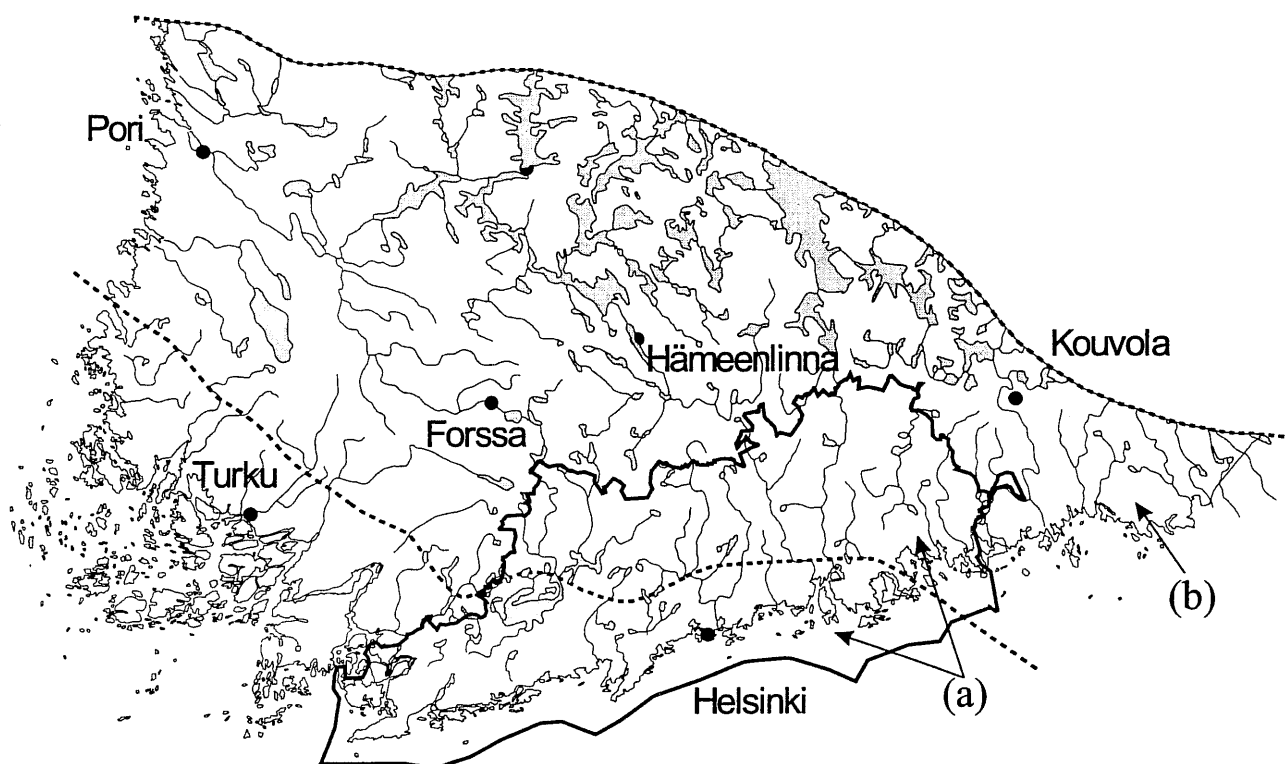 Pori
Kouvola
Hämeenlinna
Forssa
Turku
(b)
(a)
Helsinki